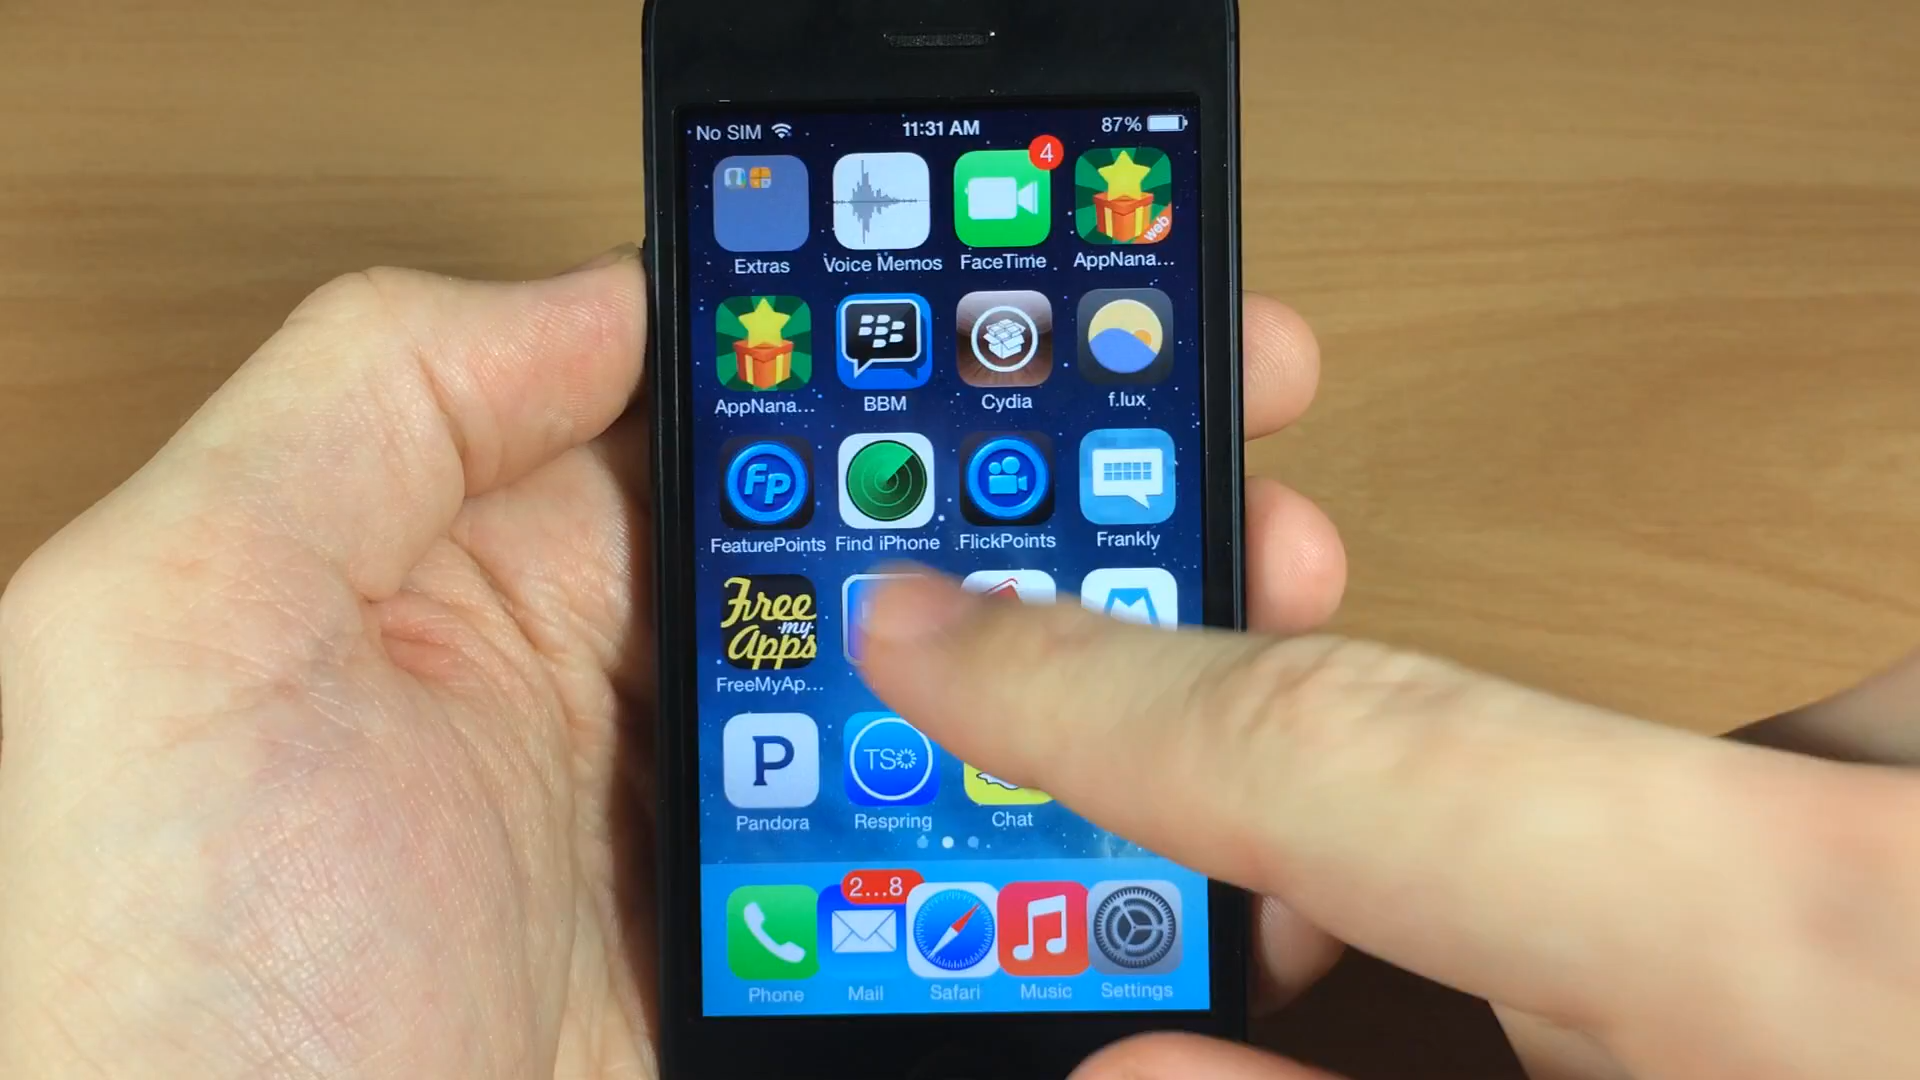 No SIM 11:31 AM 87%
4
web
Extras Voice Memos FaceTime AppNana...
AppNana... BBM Cydia f.lux
Fp
FeaturePoints Find iPhone FlickPoints Frankly
Free
my
Apps
FreeMyAp...
P TS
Pandora Respring Chat
2...8
Phone Mail Safari Music Settings